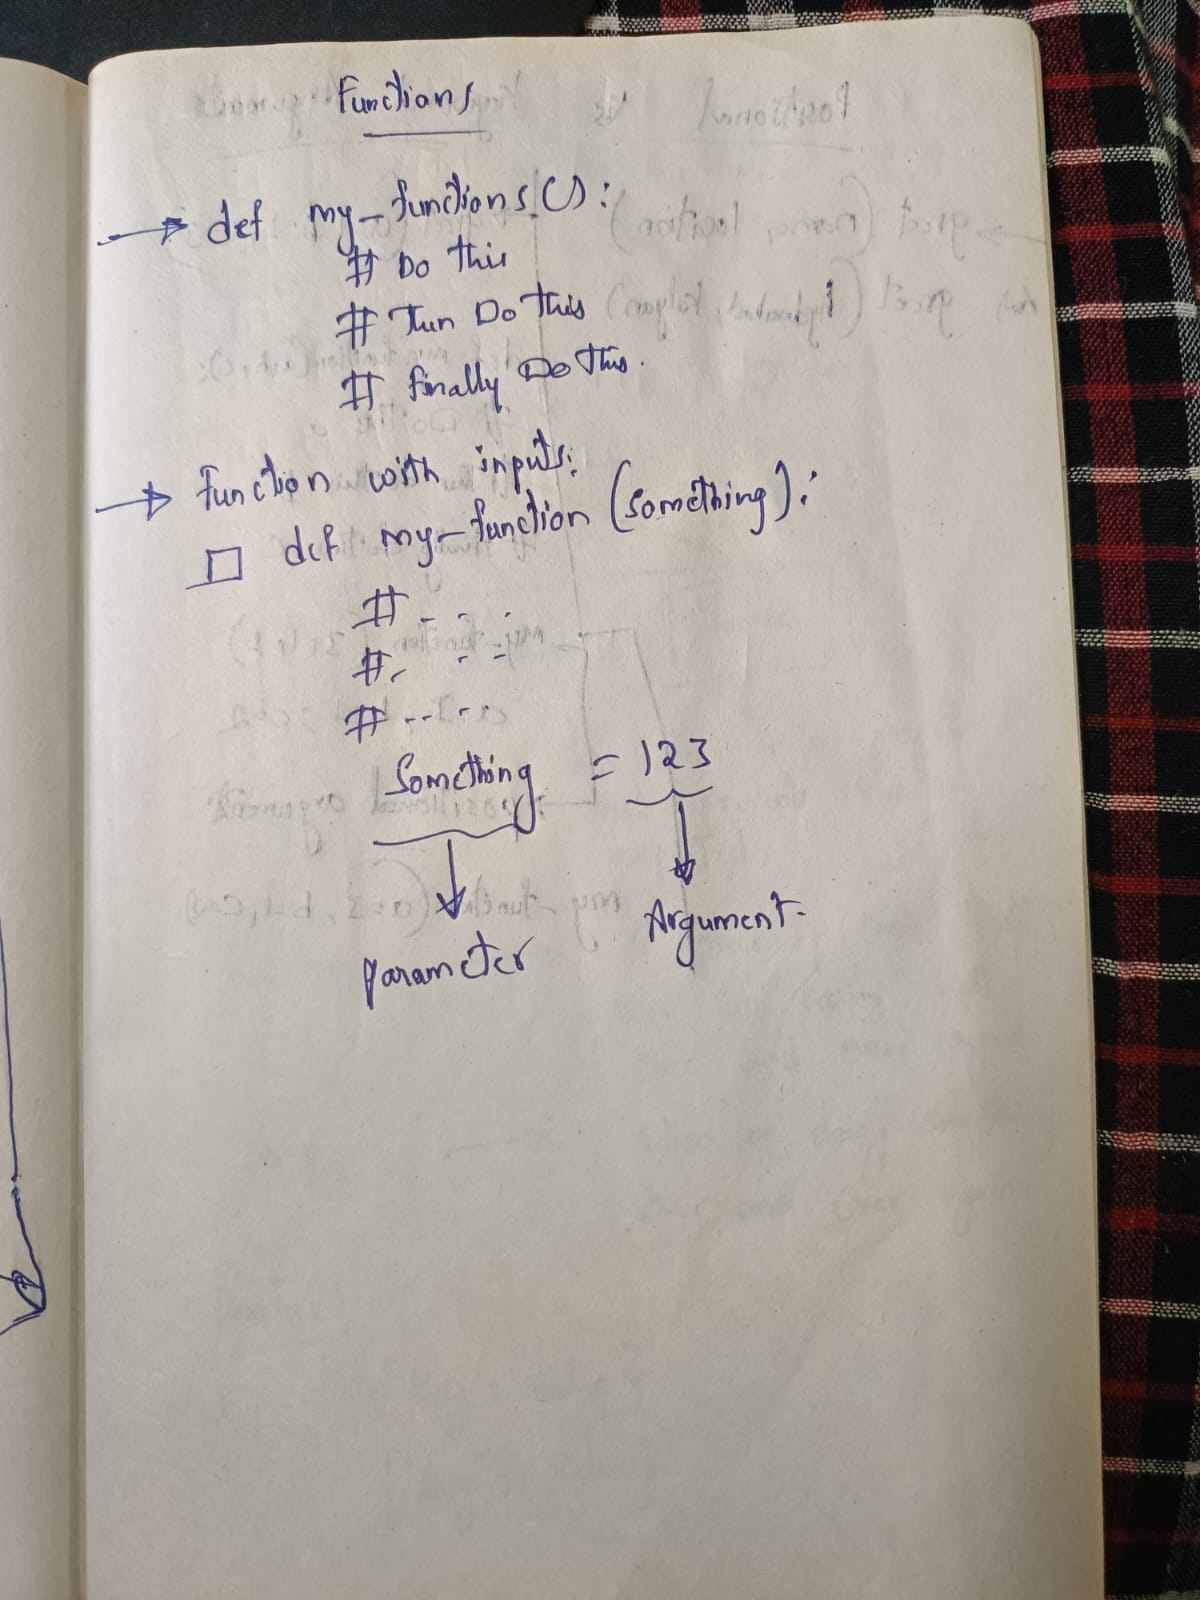 Functions
def my-functions():
# Do this
# Then Do this
# finally Do this.
function with inputs:
def my-function (something):
# - - -
#. - -
# - - - -
Something = 123
parameter
Argument.